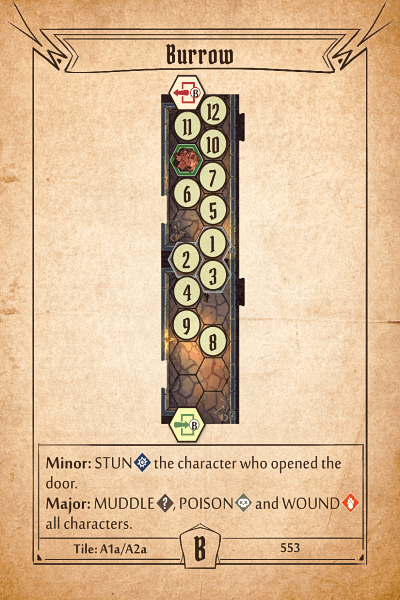 Burrow
B
12
11
10
7
6
5
1
2
3
4
9
8
B
Minor: STUN the character who opened the
door.
Major: MUDDLE ?, POISON and WOUND
all characters.
Tile: A1a/A2a
B
553